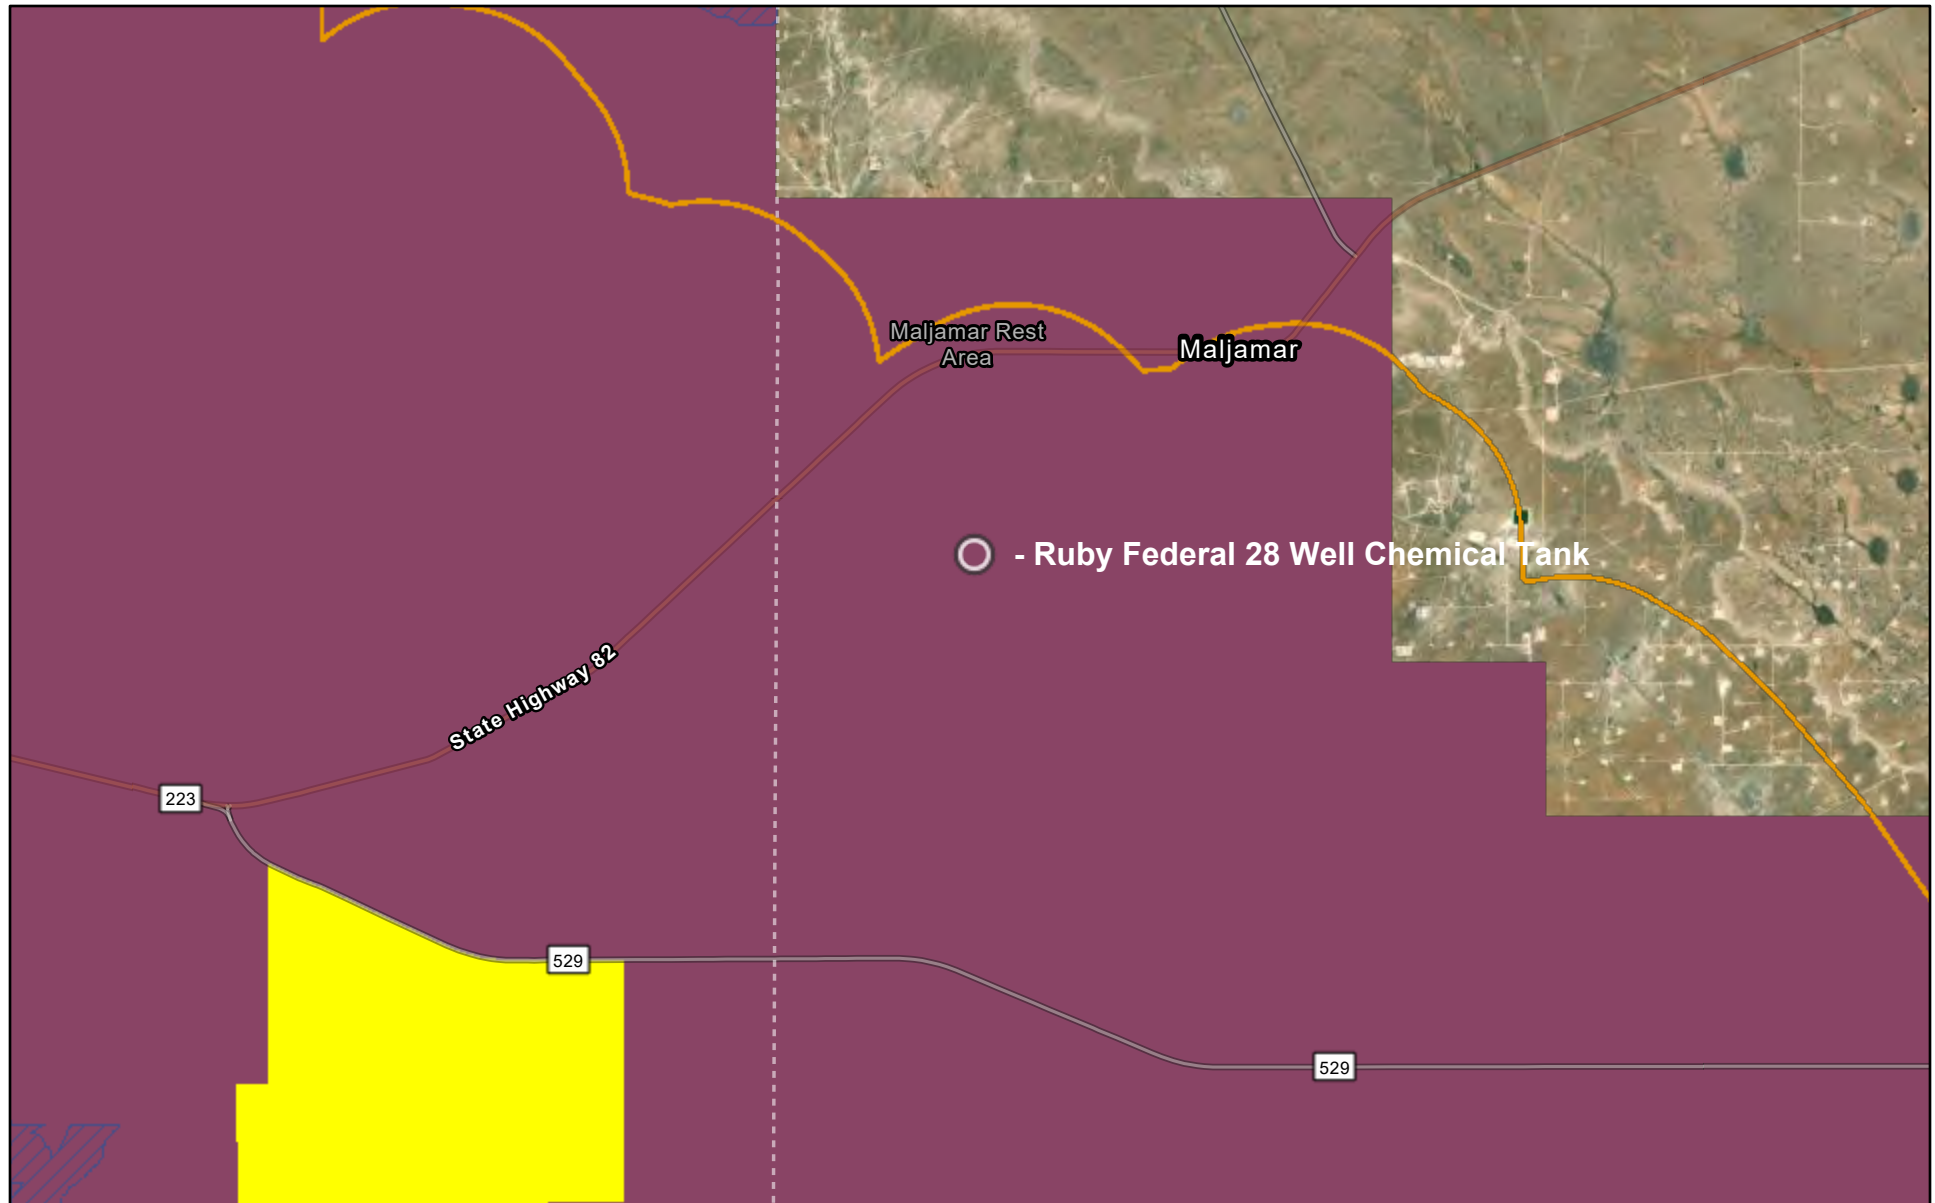 Maljamar Rest
Area
Maljamar
- Ruby Federal 28 Well Chemical Tank
State Highway 82
223
529
529